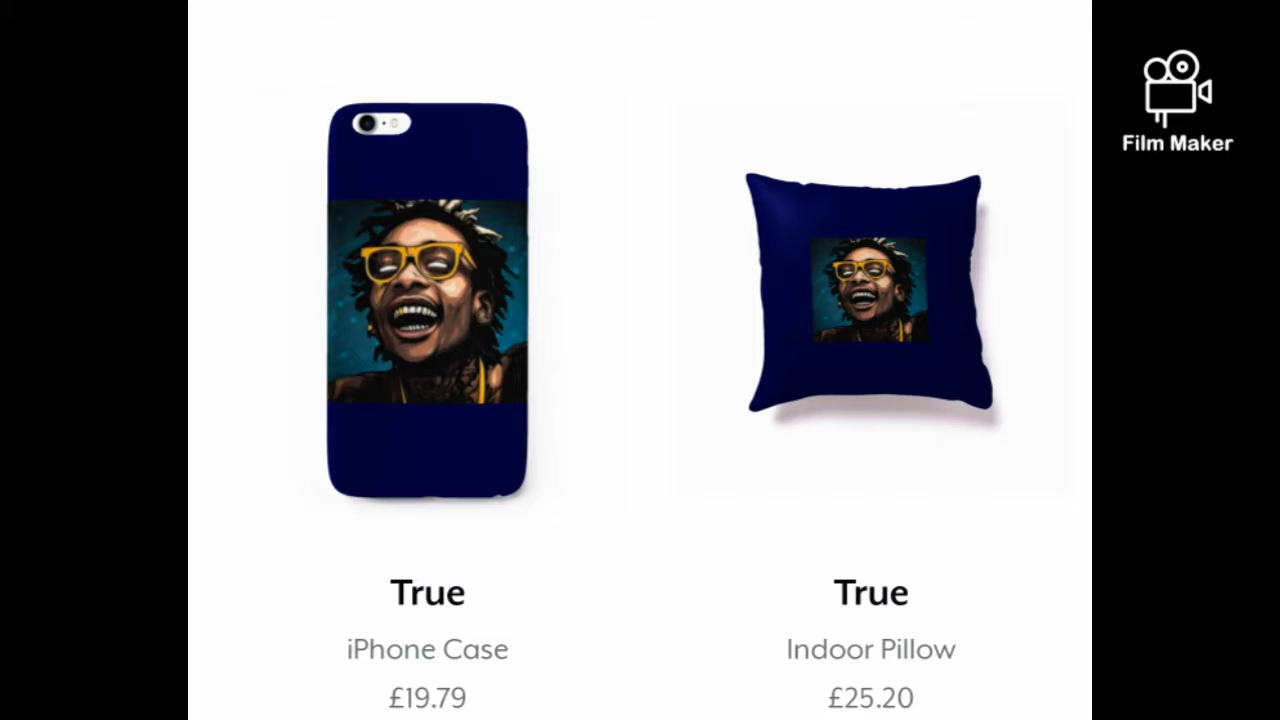 Film Maker
True
True
iPhone Case
Indoor Pillow
£19.79
£25.20